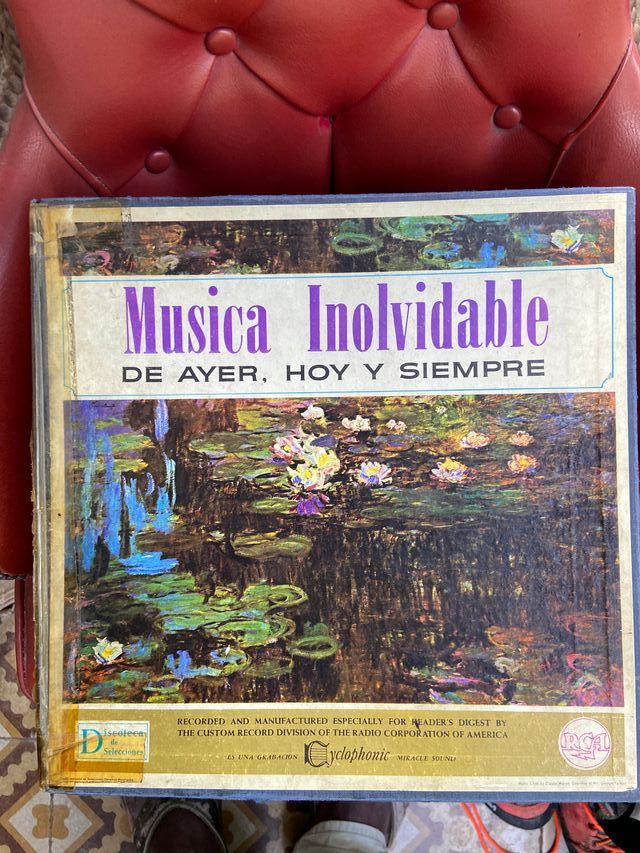 Musica Inolvidable
DE AYER, HOY Y SIEMPRE
RECORDED AND MANUFACTURED ESPECIALLY FOR READER'S DIGEST BY
THE CUSTOM RECORD DIVISION OF THE RADIO CORPORATION OF AMERICA
Discoteca
de
Selecciones
ES UNA GRABACION Cyclophonic MIRACLE SOUND
RCA